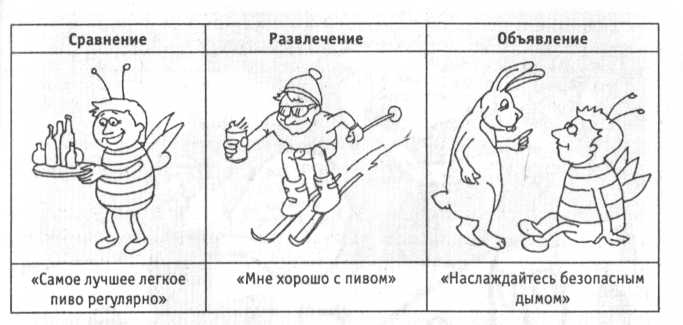 Сравнение
Развлечение
Объявление
«Самое лучшее легкое
пиво регулярно»
«Мне хорошо с пивом»
«Наслаждайтесь безопасным
дымом»